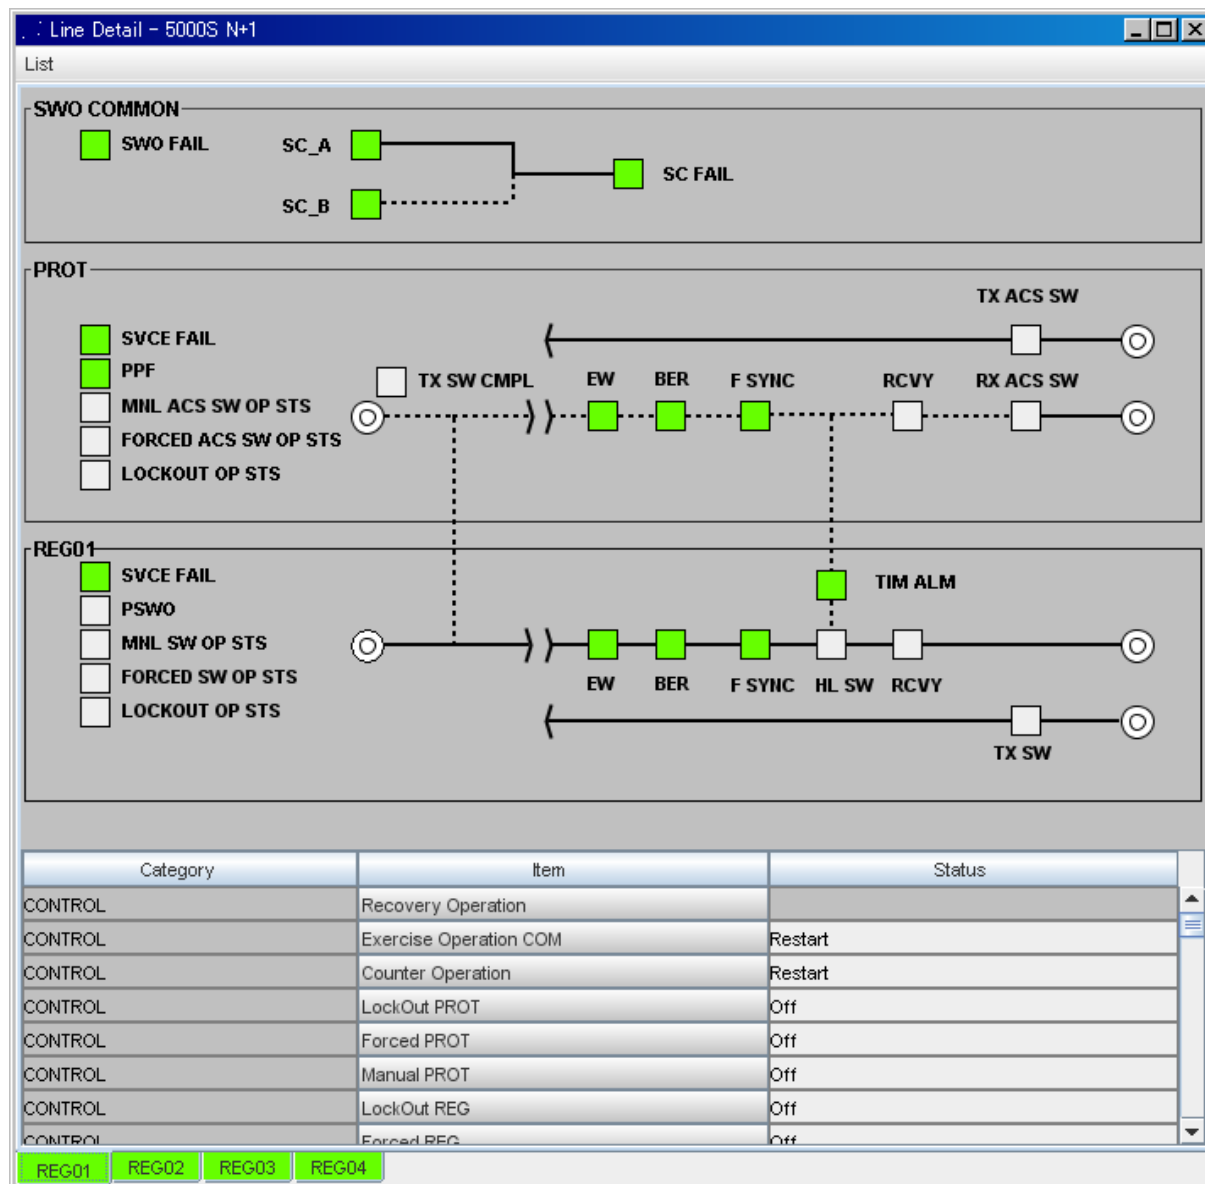 Line Detail - 5000S N+1
List
SWO COMMON
SWO FAIL
SC_A
SC FAIL
SC_B
PROT
TX ACS SW
SVCE FAIL
PPF
TX SW CMPL
EW
BER
F SYNC
RCVY
RX ACS SW
MNL ACS SW OP STS
FORCED ACS SW OP STS
LOCKOUT OP STS
REG01
SVCE FAIL
TIM ALM
PSWO
MNL SW OP STS
FORCED SW OP STS
EW
BER
F SYNC
HL SW
RCVY
LOCKOUT OP STS
TX SW
Category Item Status
CONTROL Recovery Operation
CONTROL Exercise Operation COM Restart
CONTROL Counter Operation Restart
CONTROL LockOut PROT Off
CONTROL Forced PROT Off
CONTROL Manual PROT Off
CONTROL LockOut REG Off
CONTROL Forced REG Off
REG01 REG02 REG03 REG04